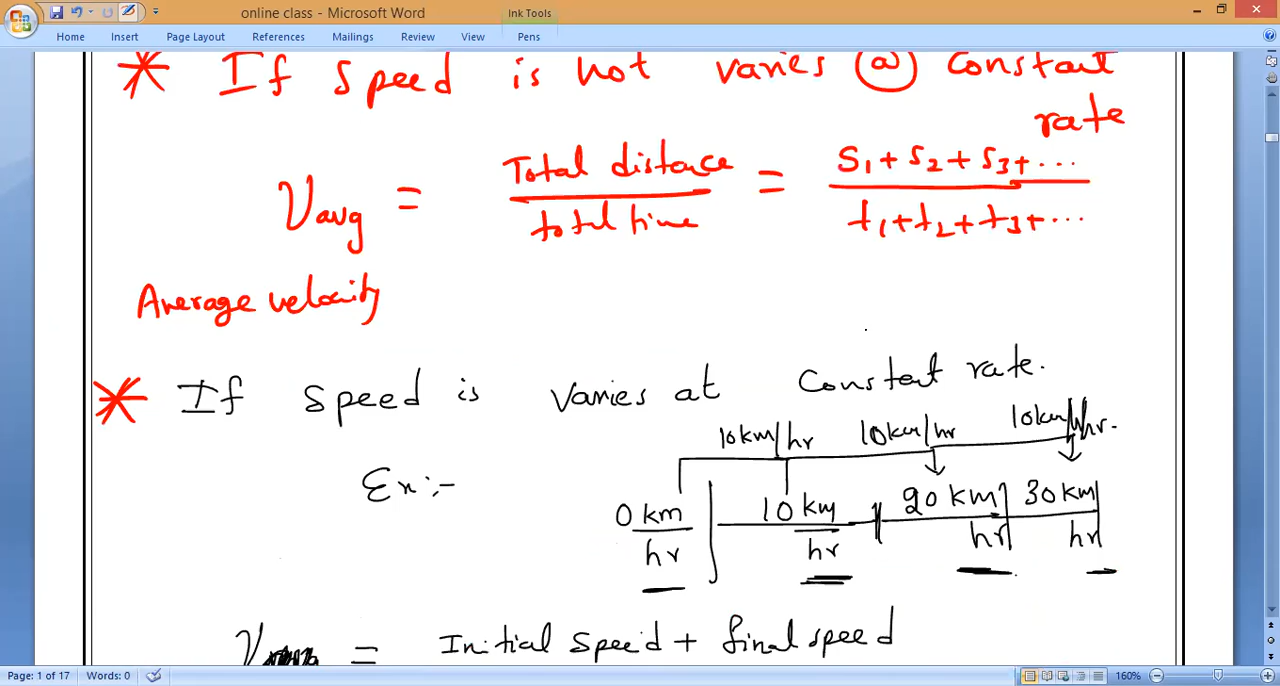 online class - Microsoft Word
Ink Tools
Home Insert Page Layout References Mailings Review View Pens
If speed is not varies @ constant
rate
Vavg = Total distance / total time = S1 + S2 + S3 + ... / t1 + t2 + t3 + ...
Average velocity
If speed is varies at constant rate.
10km/hr 10km/hr 10km/hr.
Ex :-
0 km/hr 10 km/hr 20 km/hr 30 km/hr
= Initial speed + final speed
Page: 1 of 17 Words: 0 160%